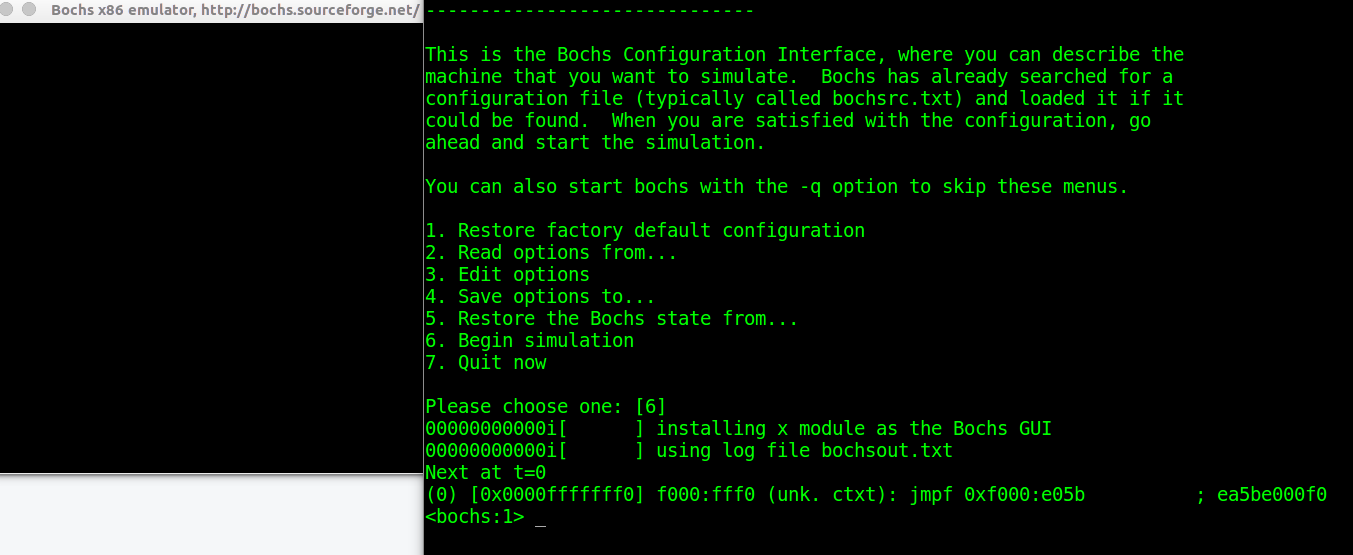 Bochs x86 emulator, http://bochs.sourceforge.net/
------------------------------
This is the Bochs Configuration Interface, where you can describe the
machine that you want to simulate.  Bochs has already searched for a
configuration file (typically called bochsrc.txt) and loaded it if it
could be found.  When you are satisfied with the configuration, go
ahead and start the simulation.
You can also start bochs with the -q option to skip these menus.
1. Restore factory default configuration
2. Read options from...
3. Edit options
4. Save options to...
5. Restore the Bochs state from...
6. Begin simulation
7. Quit now
Please choose one: [6]
00000000000i[      ] installing x module as the Bochs GUI
00000000000i[      ] using log file bochsout.txt
Next at t=0
(0) [0x0000fffffff0] f000:fff0 (unk. ctxt): jmpf 0xf000:e05b          ; ea5be000f0
<bochs:1> _